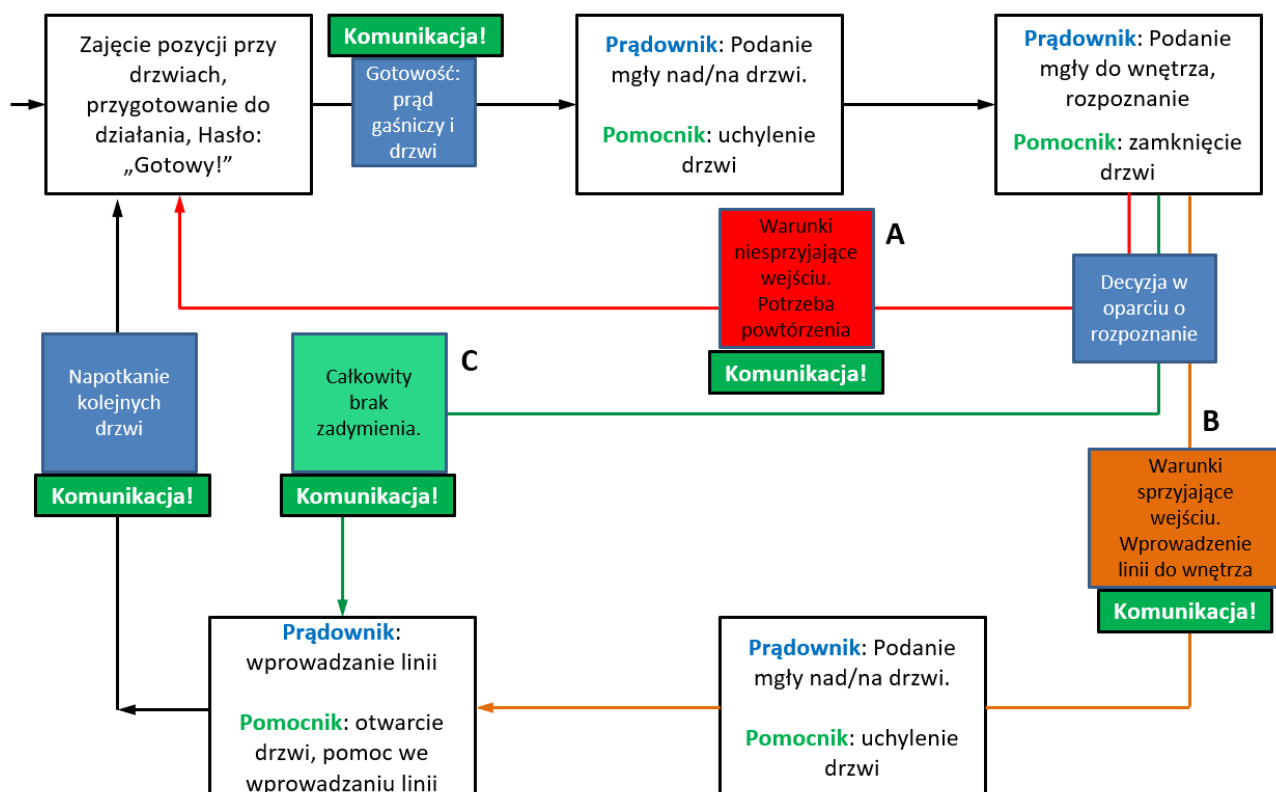 Zajęcie pozycji przy
drzwiach,
przygotowanie do
działania, Hasło:
„Gotowy!”
Komunikacja!
Gotowość:
prąd
gaśniczy i
drzwi
Prądownik: Podanie
mgły nad/na drzwi.
Pomocnik: uchylenie
drzwi
Prądownik: Podanie
mgły do wnętrza,
rozpoznanie
Pomocnik: zamknięcie
drzwi
Warunki
niesprzyjające
wejściu.
Potrzeba
powtórzenia
A
Komunikacja!
Decyzja w
oparciu o
rozpoznanie
Napotkanie
kolejnych
drzwi
Komunikacja!
Całkowity
brak
zadymienia.
C
Komunikacja!
B
Warunki
sprzyjające
wejściu.
Wprowadzenie
linii do wnętrza
Komunikacja!
Prądownik:
wprowadzanie linii
Pomocnik: otwarcie
drzwi, pomoc we
wprowadzaniu linii
Prądownik: Podanie
mgły nad/na drzwi.
Pomocnik: uchylenie
drzwi